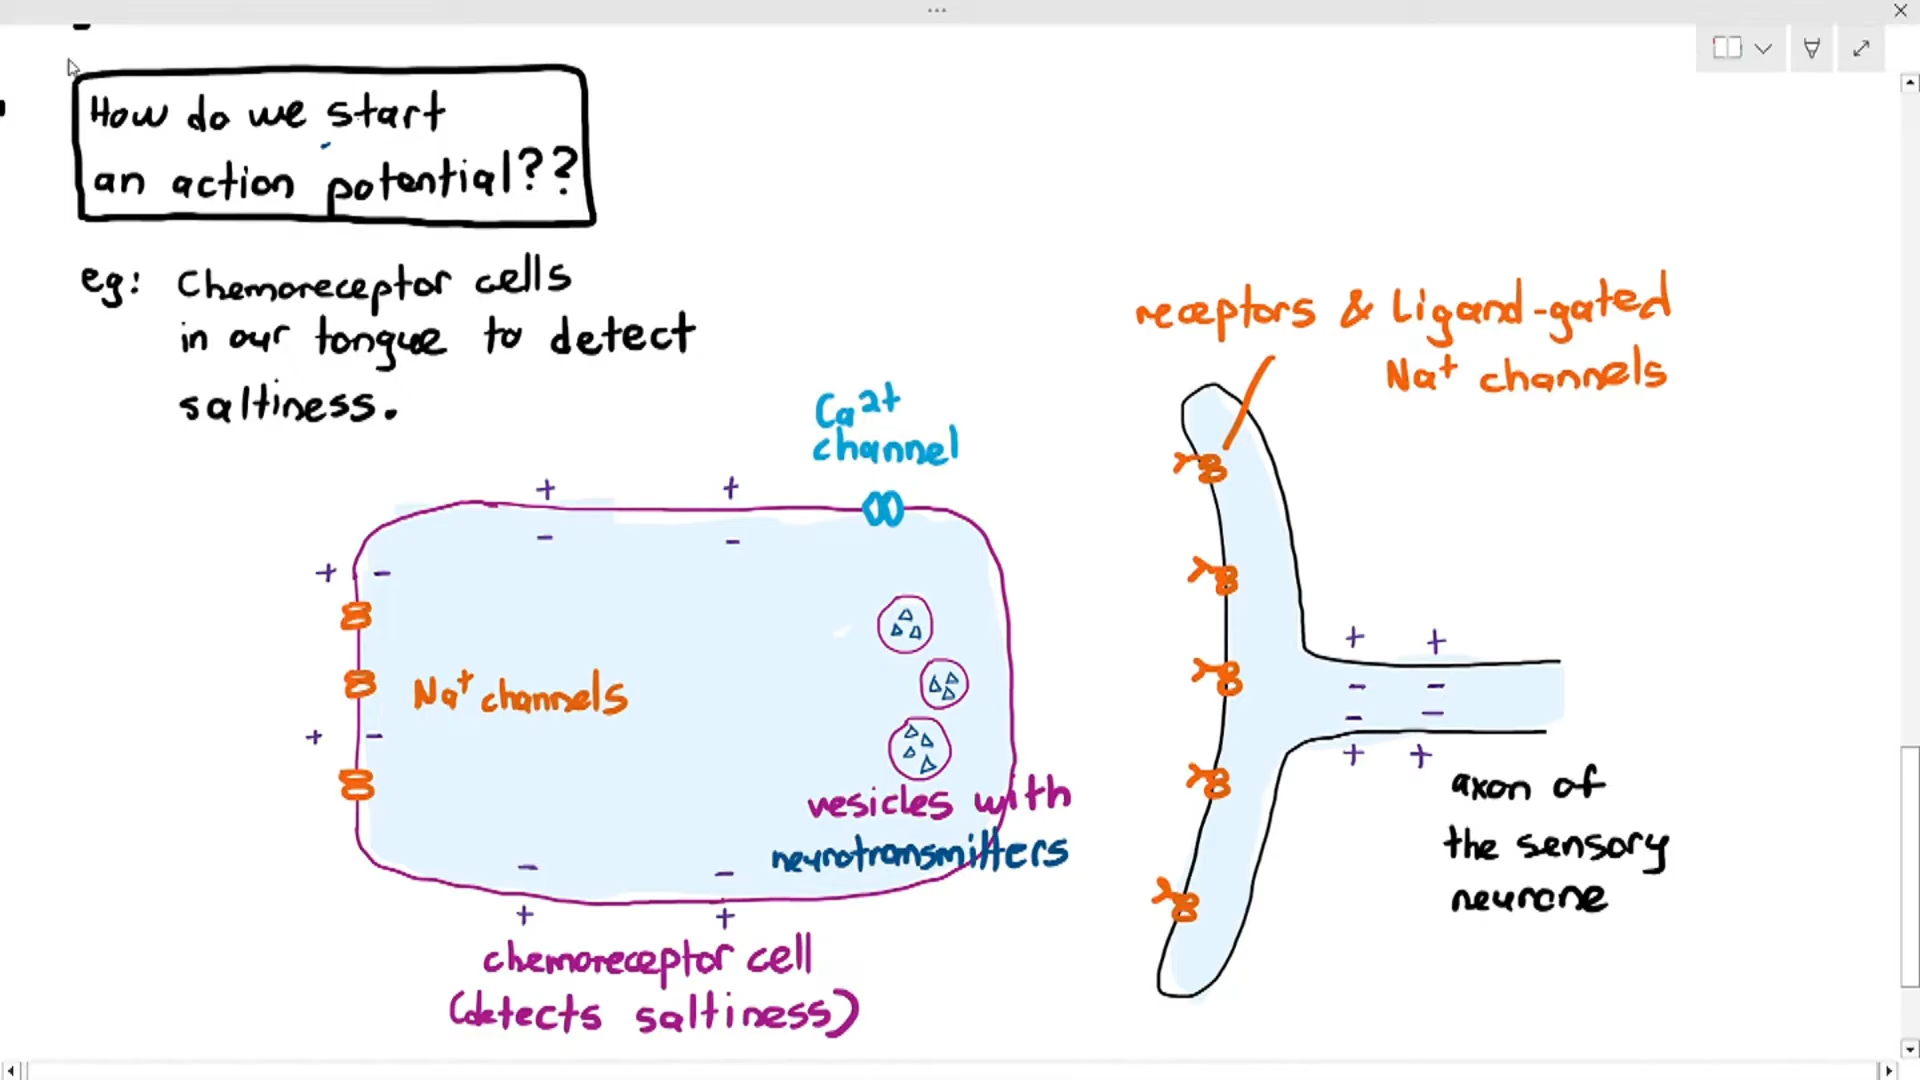 How do we start
an action potential??
eg: Chemoreceptor cells
in our tongue to detect
saltiness.
receptors & Ligand-gated
Na+ channels
Ca2+
channel
Na+ channels
vesicles with
neurotransmitters
axon of
the sensory
neurone
chemoreceptor cell
(detects saltiness)